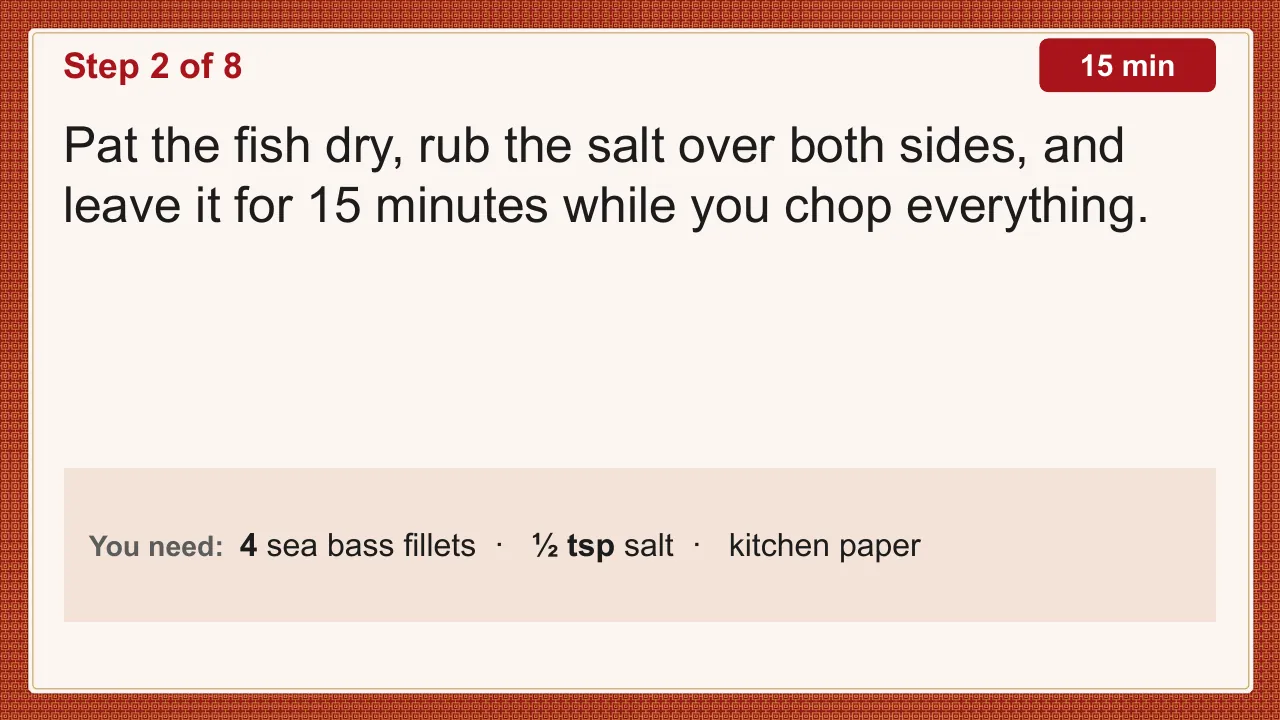 Step 2 of 8
15 min
Pat the fish dry, rub the salt over both sides, and
leave it for 15 minutes while you chop everything.
You need: 4 sea bass fillets · ½ tsp salt · kitchen paper